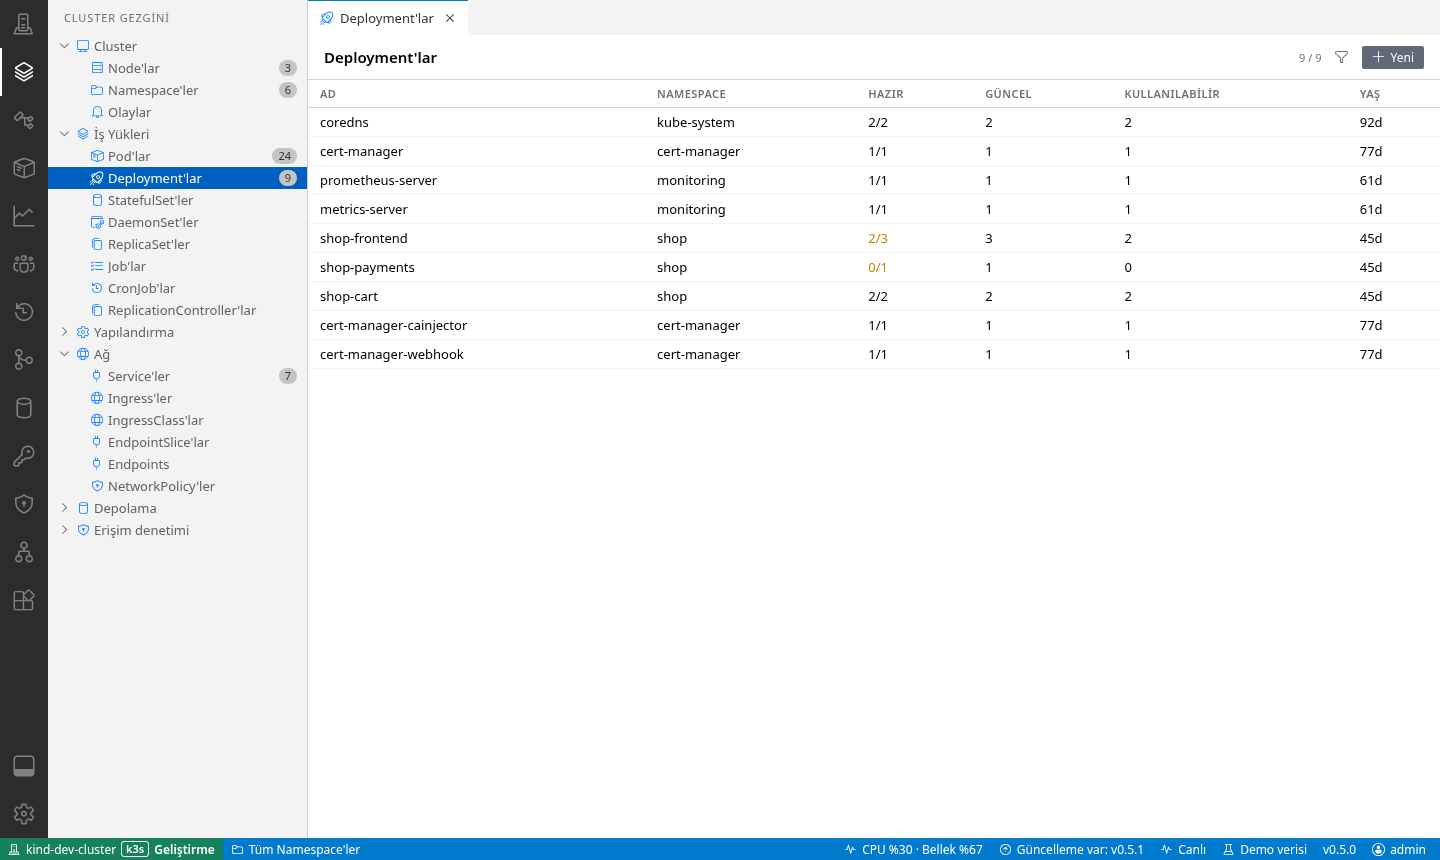 CLUSTER GEZGİNİ
Cluster
Node'lar 3
Namespace'ler 6
Olaylar
İş Yükleri
Pod'lar 24
Deployment'lar 9
StatefulSet'ler
DaemonSet'ler
ReplicaSet'ler
Job'lar
CronJob'lar
ReplicationController'lar
Yapılandırma
Ağ
Service'ler 7
Ingress'ler
IngressClass'lar
EndpointSlice'lar
Endpoints
NetworkPolicy'ler
Depolama
Erişim denetimi
Deployment'lar
Deployment'lar 9 / 9 Yeni
AD NAMESPACE HAZIR GÜNCEL KULLANILABİLİR YAŞ
coredns kube-system 2/2 2 2 92d
cert-manager cert-manager 1/1 1 1 77d
prometheus-server monitoring 1/1 1 1 61d
metrics-server monitoring 1/1 1 1 61d
shop-frontend shop 2/3 3 2 45d
shop-payments shop 0/1 1 0 45d
shop-cart shop 2/2 2 2 45d
cert-manager-cainjector cert-manager 1/1 1 1 77d
cert-manager-webhook cert-manager 1/1 1 1 77d
kind-dev-cluster k3s Geliştirme Tüm Namespace'ler CPU %30 · Bellek %67 Güncelleme var: v0.5.1 Canlı Demo verisi v0.5.0 admin